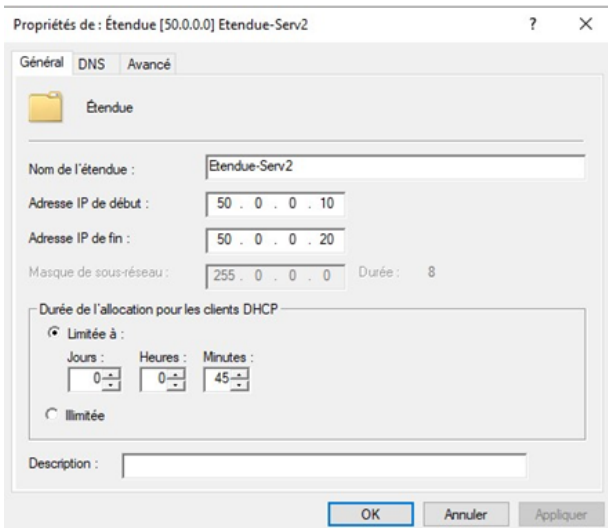 Propriétés de : Étendue [50.0.0.0] Etendue-Serv2 ? ×
Général DNS Avancé
Étendue
Nom de l'étendue : Etendue-Serv2
Adresse IP de début : 50 . 0 . 0 . 10
Adresse IP de fin : 50 . 0 . 0 . 20
Masque de sous-réseau : 255 . 0 . 0 . 0 Durée : 8
Durée de l'allocation pour les clients DHCP
Limitée à :
Jours : Heures : Minutes :
0 0 45
Illimitée
Description :
OK Annuler Appliquer